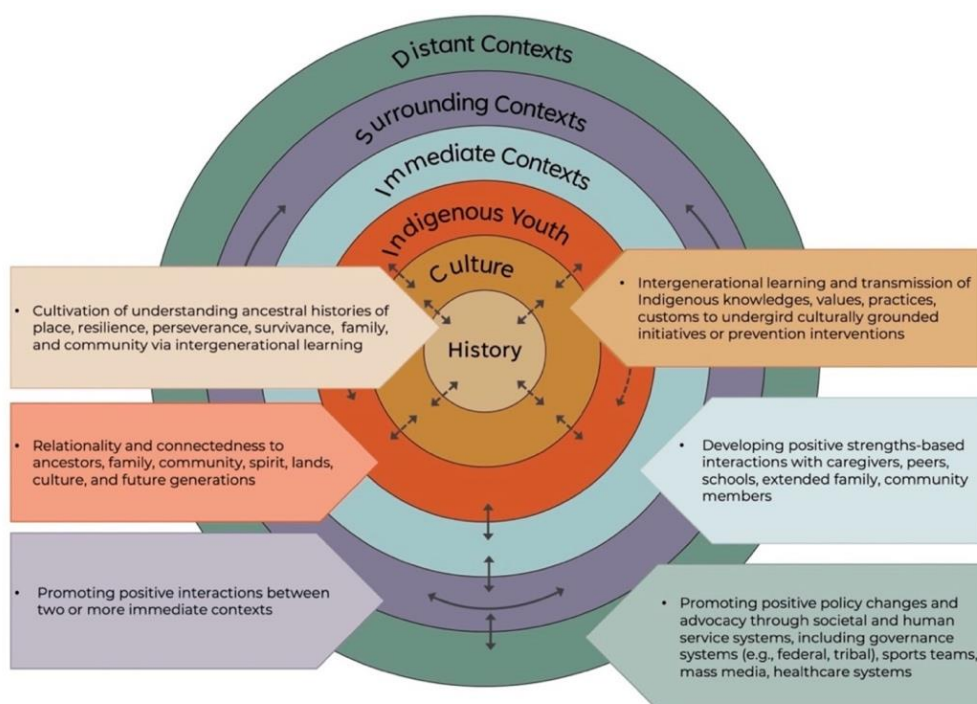 Distant Contexts
Surrounding Contexts
Immediate Contexts
Indigenous Youth
Culture
History
• Cultivation of understanding ancestral histories of
place, resilience, perseverance, survivance, family,
and community via intergenerational learning
• Intergenerational learning and transmission of
Indigenous knowledges, values, practices,
customs to undergird culturally grounded
initiatives or prevention interventions
• Relationality and connectedness to
ancestors, family, community, spirit, lands,
culture, and future generations
• Developing positive strengths-based
interactions with caregivers, peers,
schools, extended family, community
members
• Promoting positive interactions between
two or more immediate contexts
• Promoting positive policy changes and
advocacy through societal and human
service systems, including governance
systems (e.g., federal, tribal), sports teams,
mass media, healthcare systems